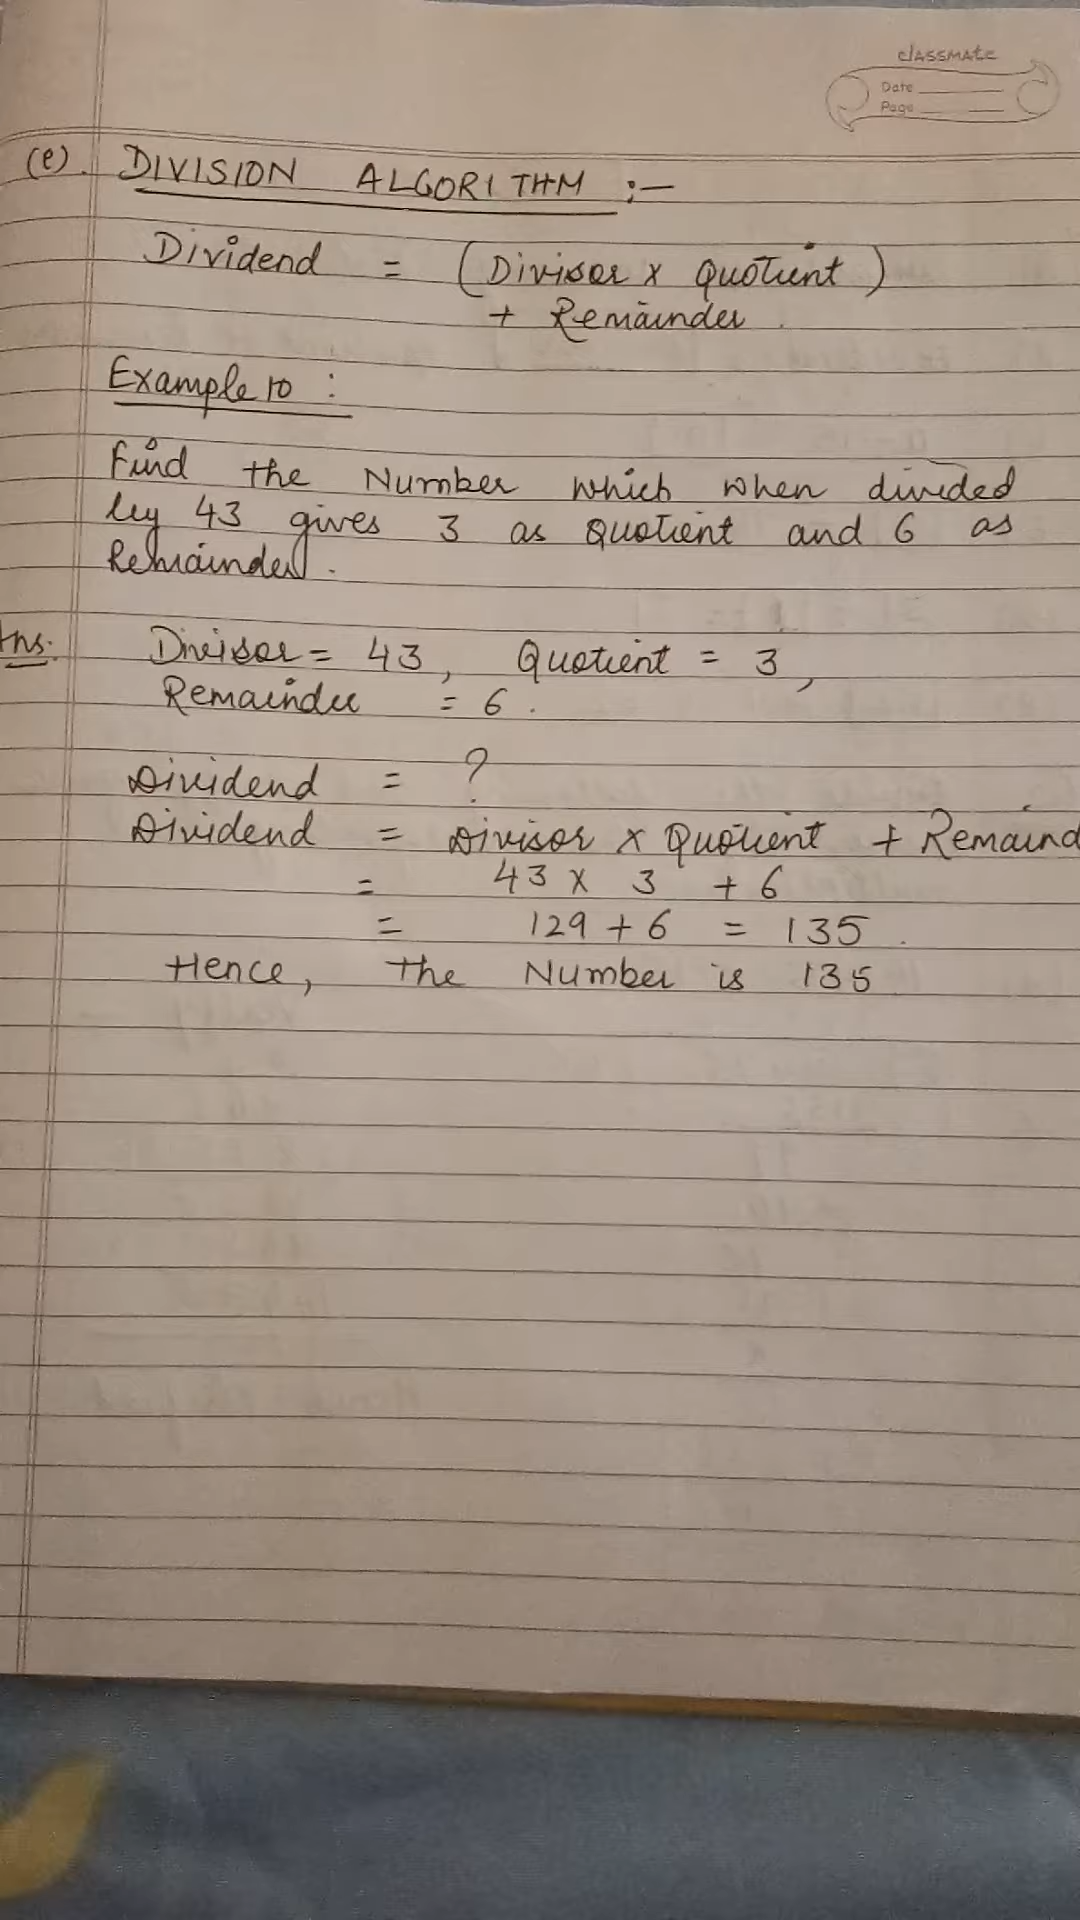 classmate
Date
Page
(e). DIVISION ALGORITHM :-
Dividend = (Divisor x Quotient)
+ Remainder.
Example 10 :
Find the Number which when divided
by 43 gives 3 as Quotient and 6 as
Remainder.
Ans. Divisor = 43, Quotient = 3,
Remainder = 6.
Dividend = ?
Dividend = Divisor x Quotient + Remaind
= 43 x 3 + 6
= 129 + 6 = 135.
Hence, the Number is 135